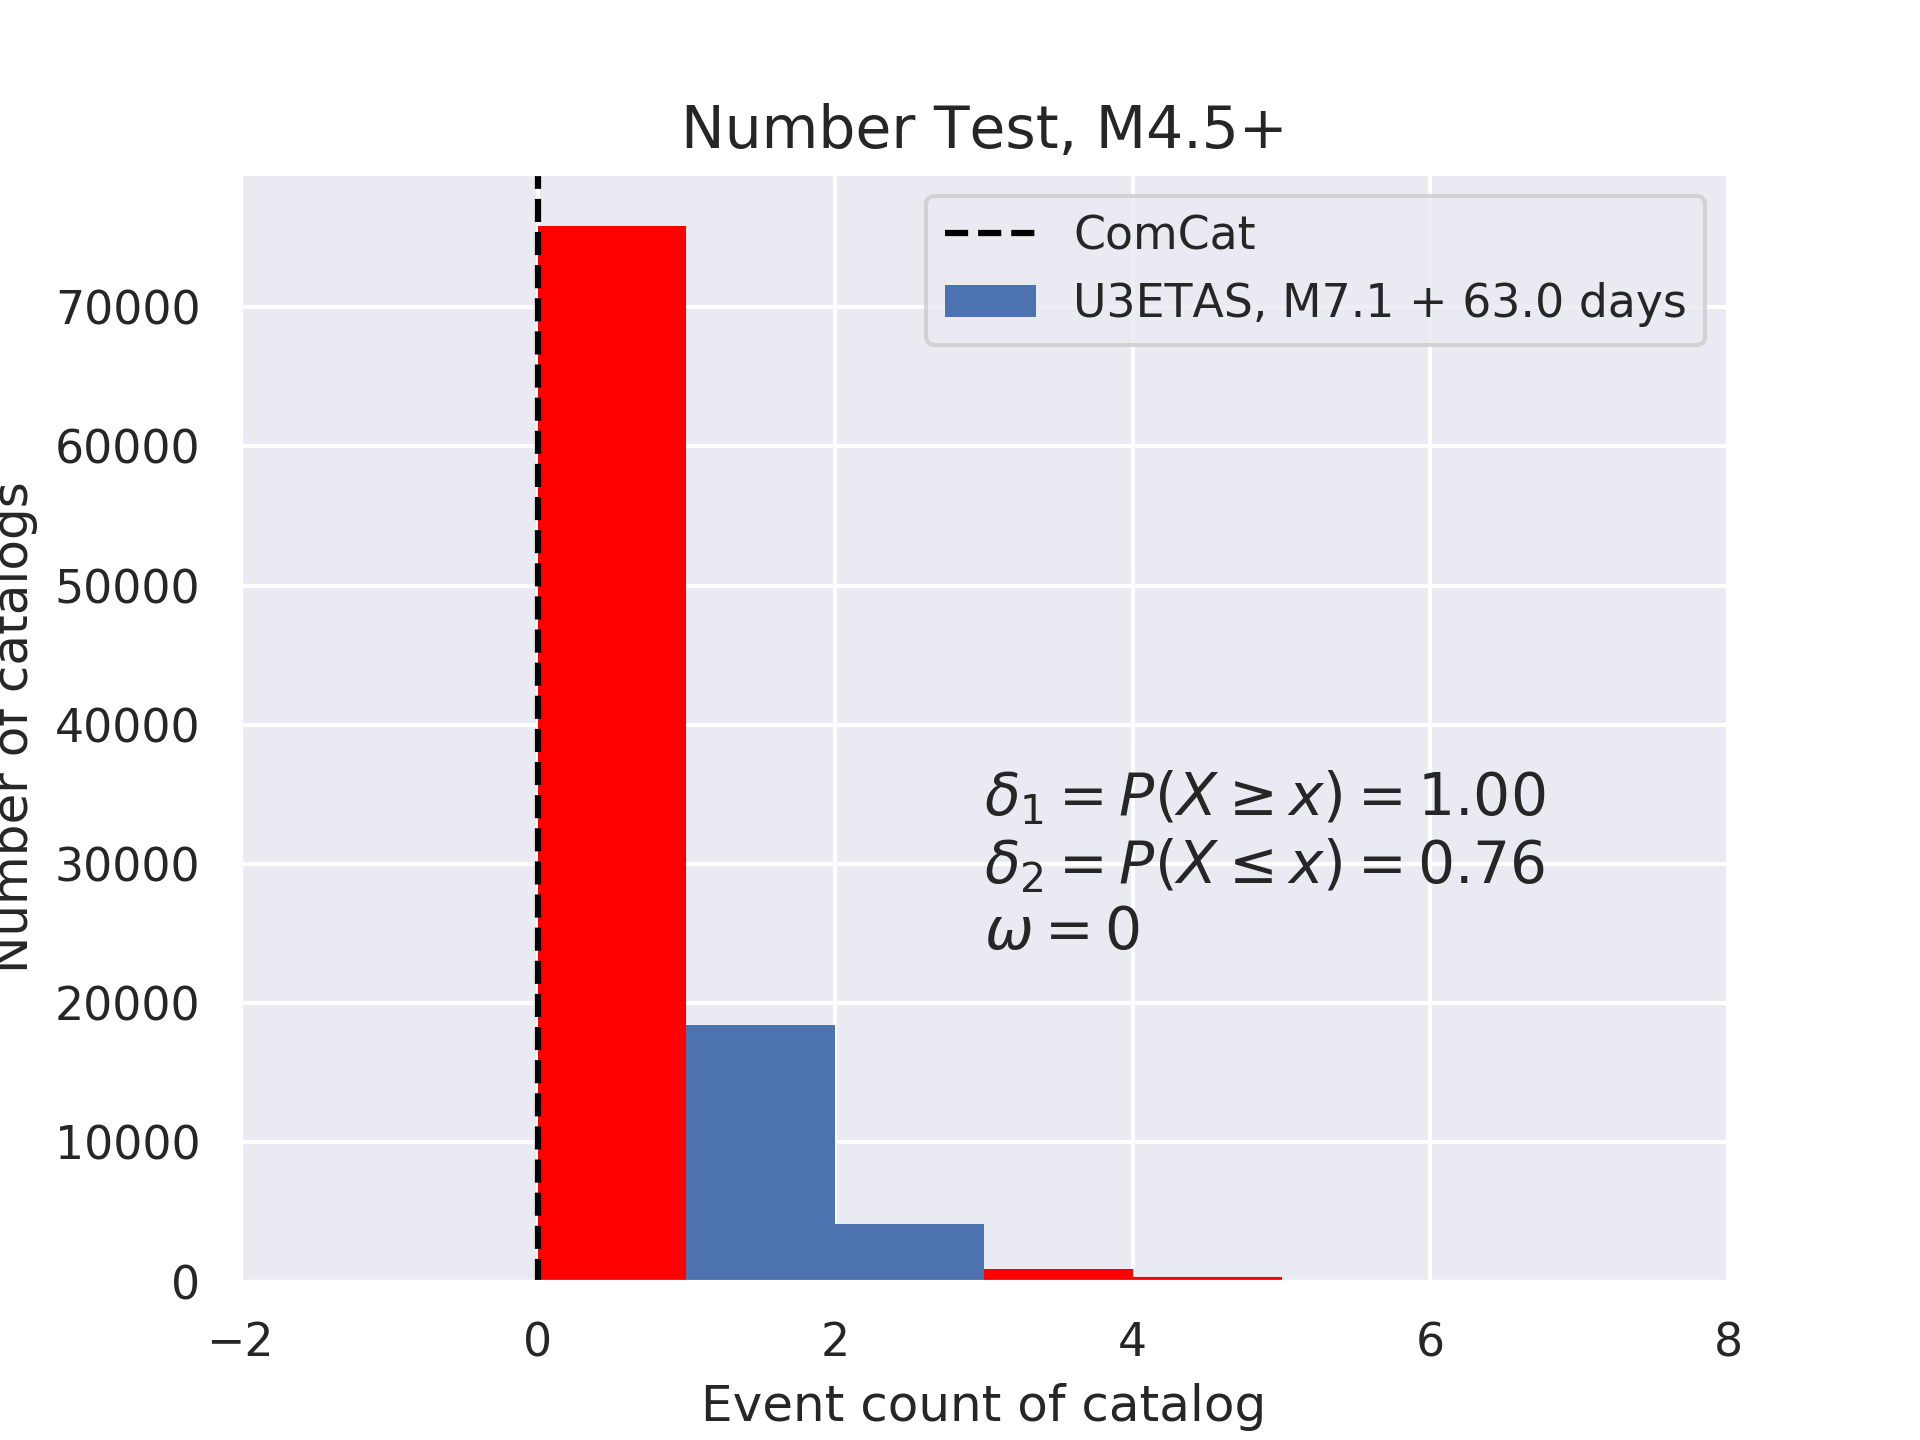 Number Test, M4.5+
ComCat
U3ETAS, M7.1 + 63.0 days
Number of catalogs
70000
60000
50000
40000
30000
20000
10000
0
δ₁ = P(X ≥ x) = 1.00
δ₂ = P(X ≤ x) = 0.76
ω = 0
−2 0 2 4 6 8
Event count of catalog